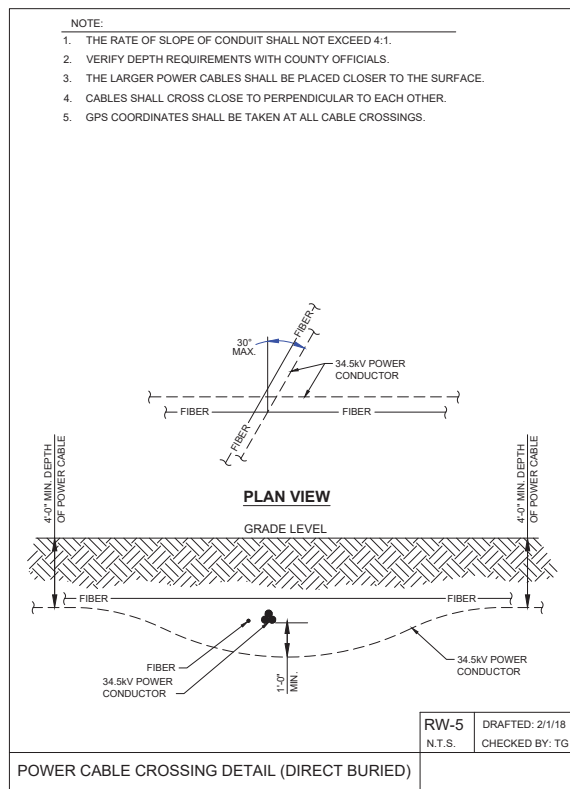 NOTE:
1. THE RATE OF SLOPE OF CONDUIT SHALL NOT EXCEED 4:1.
2. VERIFY DEPTH REQUIREMENTS WITH COUNTY OFFICIALS.
3. THE LARGER POWER CABLES SHALL BE PLACED CLOSER TO THE SURFACE.
4. CABLES SHALL CROSS CLOSE TO PERPENDICULAR TO EACH OTHER.
5. GPS COORDINATES SHALL BE TAKEN AT ALL CABLE CROSSINGS.
FIBER
30°
MAX.
34.5kV POWER
CONDUCTOR
FIBER
FIBER
FIBER
4'-0" MIN. DEPTH
OF POWER CABLE
4'-0" MIN. DEPTH
OF POWER CABLE
PLAN VIEW
GRADE LEVEL
FIBER
FIBER
FIBER
34.5kV POWER
CONDUCTOR
1'-0"
MIN.
34.5kV POWER
CONDUCTOR
RW-5
N.T.S.
DRAFTED: 2/1/18
CHECKED BY: TG
POWER CABLE CROSSING DETAIL (DIRECT BURIED)